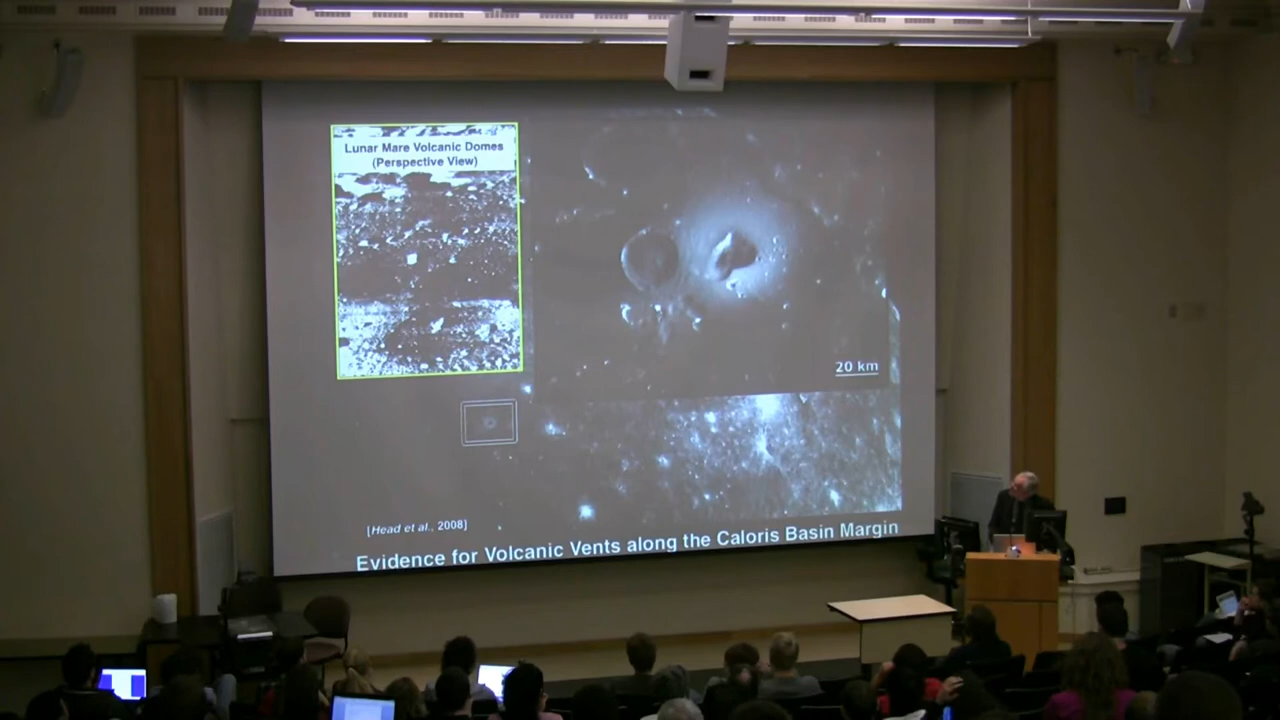 Lunar Mare Volcanic Domes
(Perspective View)
20 km
[Head et al., 2008]
Evidence for Volcanic Vents along the Caloris Basin Margin